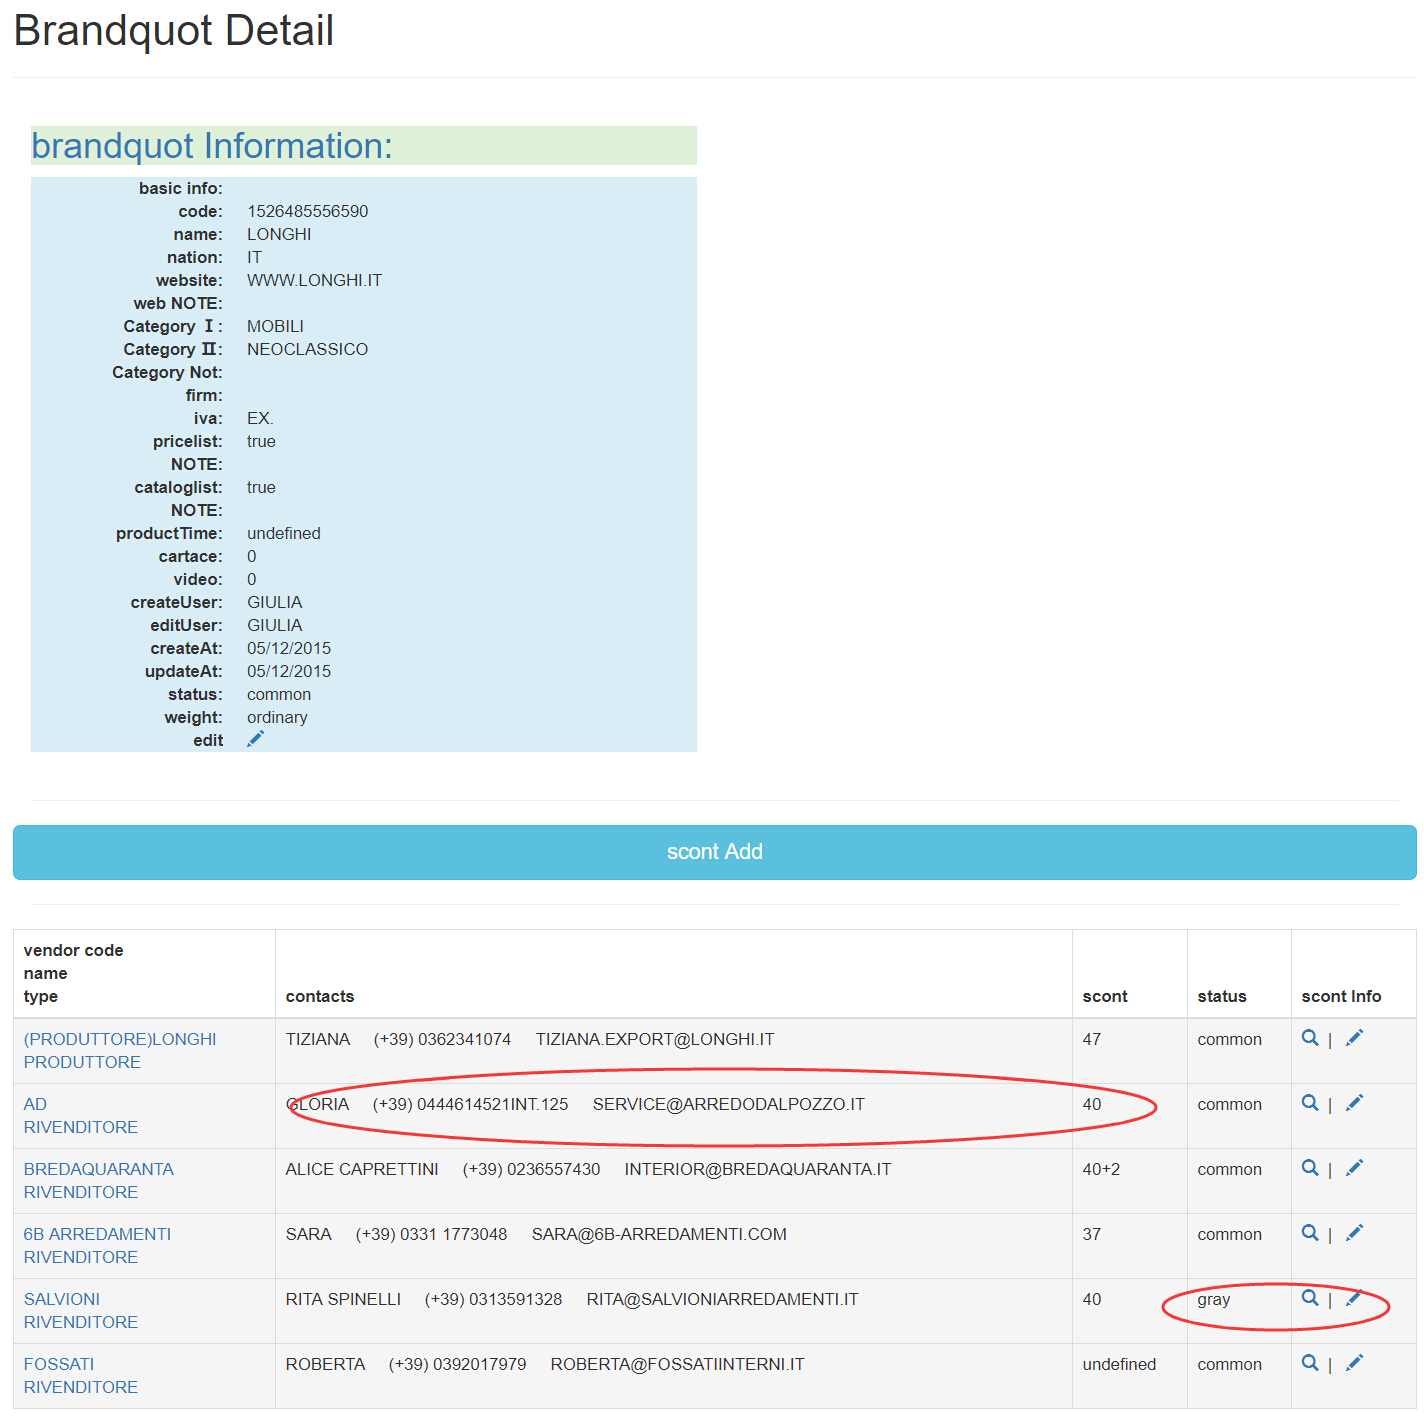 Brandquot Detail
brandquot Information:
basic info:
code: 1526485556590
name: LONGHI
nation: IT
website: WWW.LONGHI.IT
web NOTE:
Category Ⅰ:  MOBILI
Category Ⅱ: NEOCLASSICO
Category Not:
firm:
iva: EX.
pricelist: true
NOTE:
cataloglist: true
NOTE:
productTime: undefined
cartace: 0
video: 0
createUser: GIULIA
editUser: GIULIA
createAt: 05/12/2015
updateAt: 05/12/2015
status: common
weight: ordinary
edit
scont Add
vendor code
name
type contacts scont status scont Info
(PRODUTTORE)LONGHI TIZIANA (+39) 0362341074 TIZIANA.EXPORT@LONGHI.IT 47 common |
PRODUTTORE
AD GLORIA (+39) 0444614521INT.125 SERVICE@ARREDODALPOZZO.IT 40 common |
RIVENDITORE
BREDAQUARANTA ALICE CAPRETTINI (+39) 0236557430 INTERIOR@BREDAQUARANTA.IT 40+2 common |
RIVENDITORE
6B ARREDAMENTI SARA (+39) 0331 1773048 SARA@6B-ARREDAMENTI.COM 37 common |
RIVENDITORE
SALVIONI RITA SPINELLI (+39) 0313591328 RITA@SALVIONIARREDAMENTI.IT 40 gray |
RIVENDITORE
FOSSATI ROBERTA (+39) 0392017979 ROBERTA@FOSSATIINTERNI.IT undefined common |
RIVENDITORE